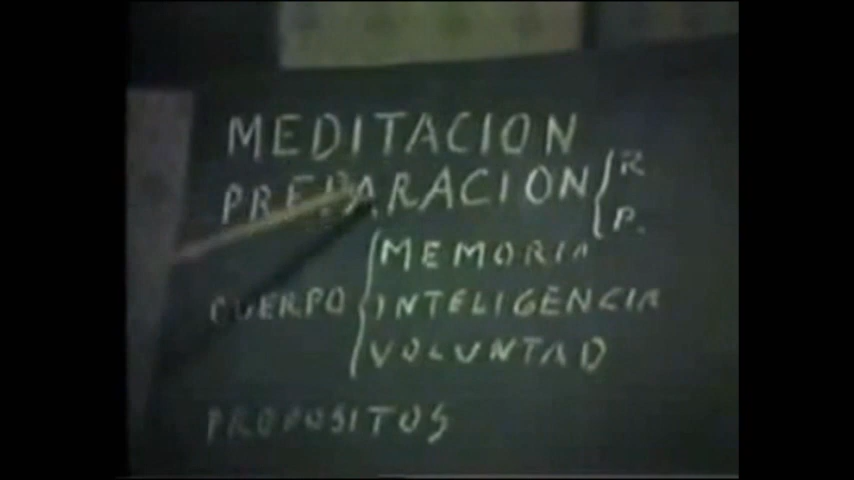 MEDITACION
PREPARACION { R
P.
{ MEMORIA
CUERPO { INTELIGENCIA
{ VOLUNTAD
PROPOSITOS